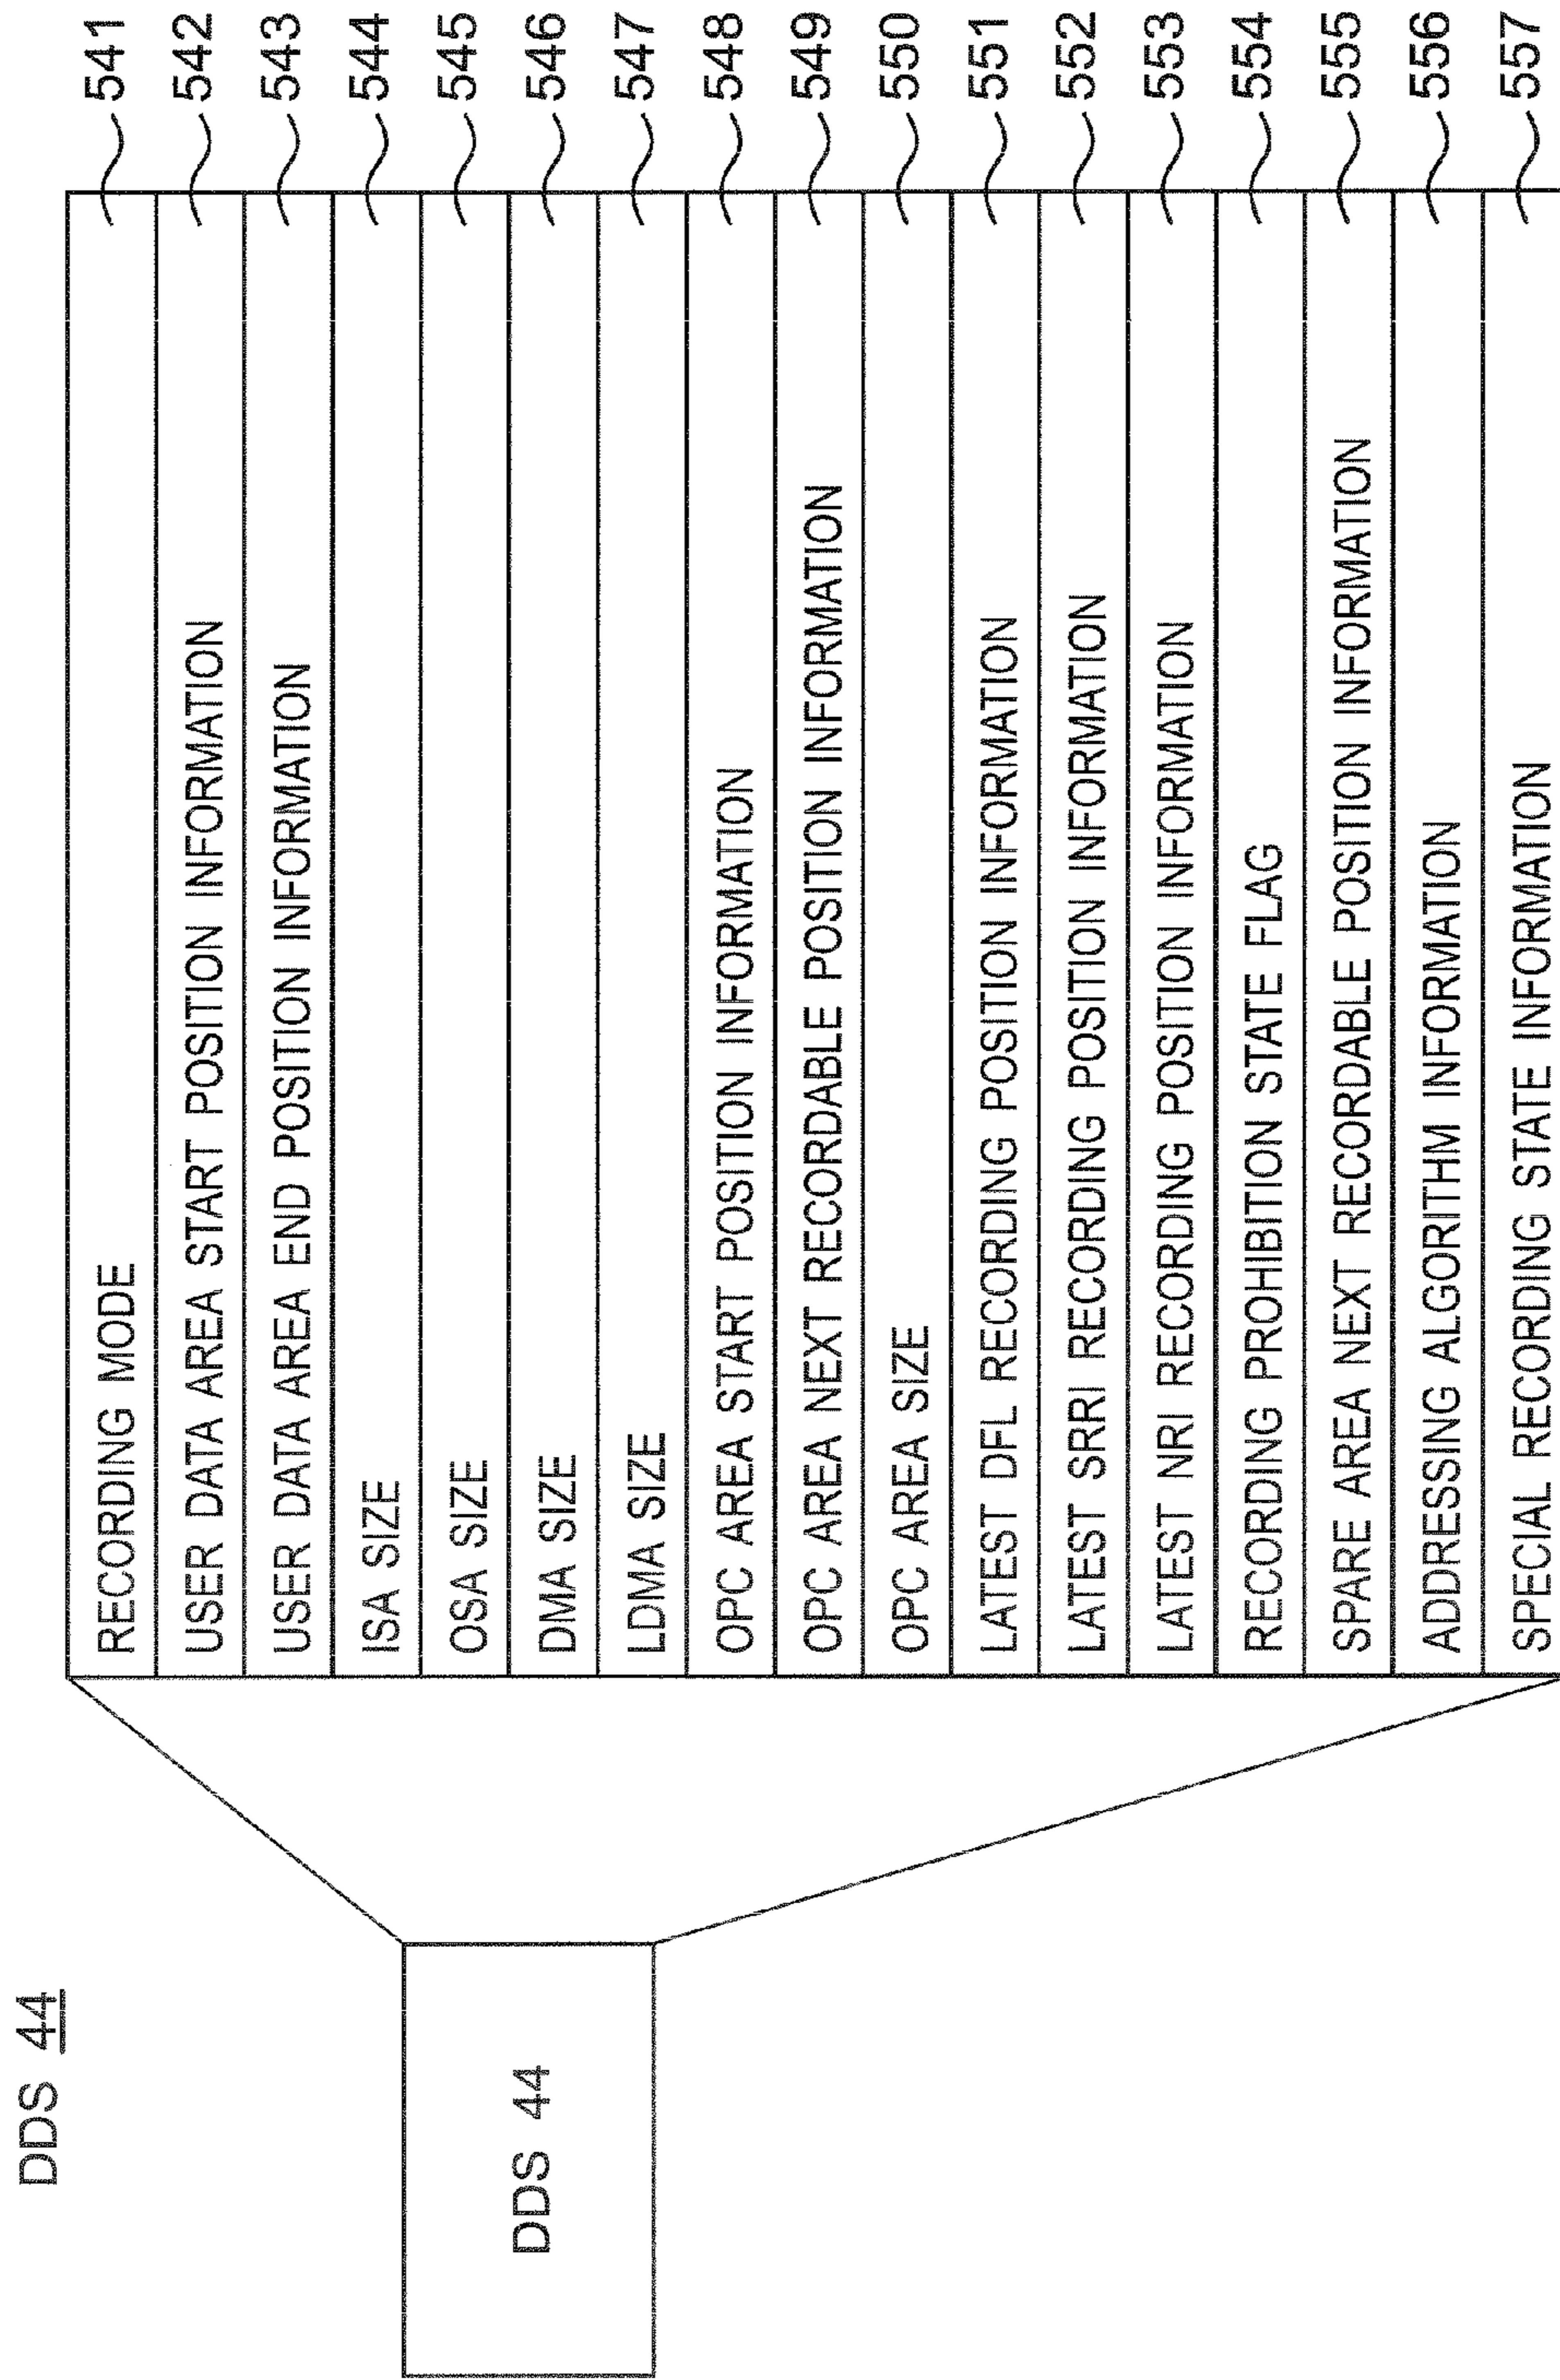 DDS 44
DDS 44
RECORDING MODE 541
USER DATA AREA START POSITION INFORMATION 542
USER DATA AREA END POSITION INFORMATION 543
ISA SIZE 544
OSA SIZE 545
DMA SIZE 546
LDMA SIZE 547
OPC AREA START POSITION INFORMATION 548
OPC AREA NEXT RECORDABLE POSITION INFORMATION 549
OPC AREA SIZE 550
LATEST DFL RECORDING POSITION INFORMATION 551
LATEST SRRI RECORDING POSITION INFORMATION 552
LATEST NRI RECORDING POSITION INFORMATION 553
RECORDING PROHIBITION STATE FLAG 554
SPARE AREA NEXT RECORDABLE POSITION INFORMATION 555
ADDRESSING ALGORITHM INFORMATION 556
SPECIAL RECORDING STATE INFORMATION 557